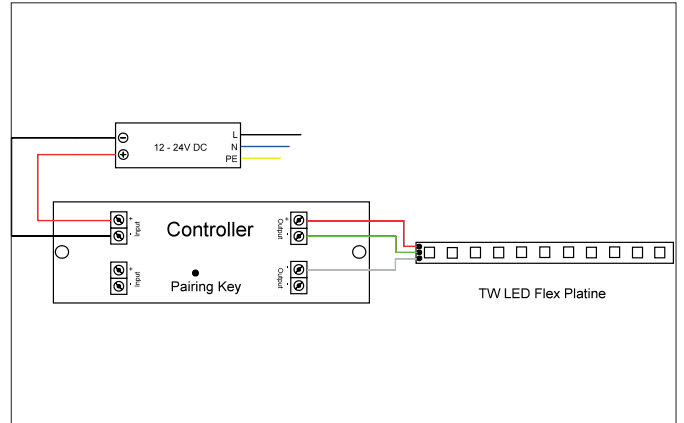 L
12 - 24V DC
N
PE
+
-
Input
Controller
+
-
Output
+
-
Input
Pairing Key
-
-
Output
TW LED Flex Platine